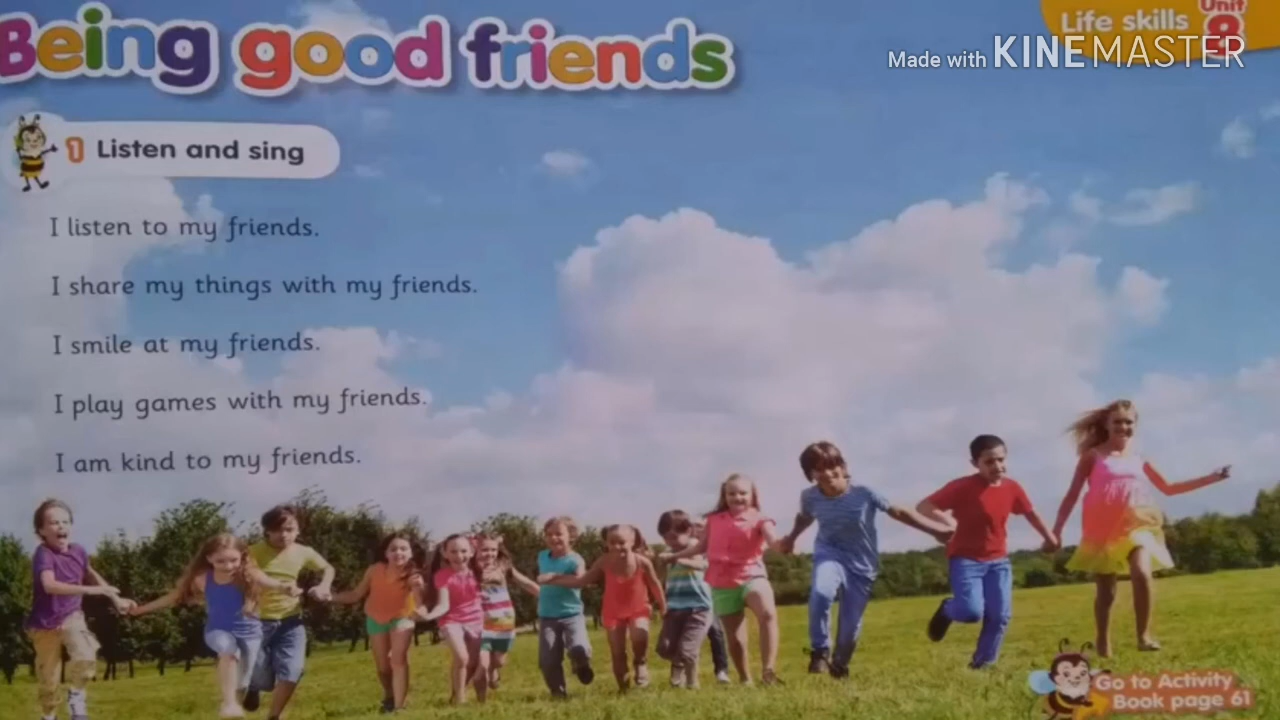 Being good friends
Life skills
Unit
8
Made with KINEMASTER
1 Listen and sing
I listen to my friends.
I share my things with my friends.
I smile at my friends.
I play games with my friends.
I am kind to my friends.
Go to Activity
Book page 61